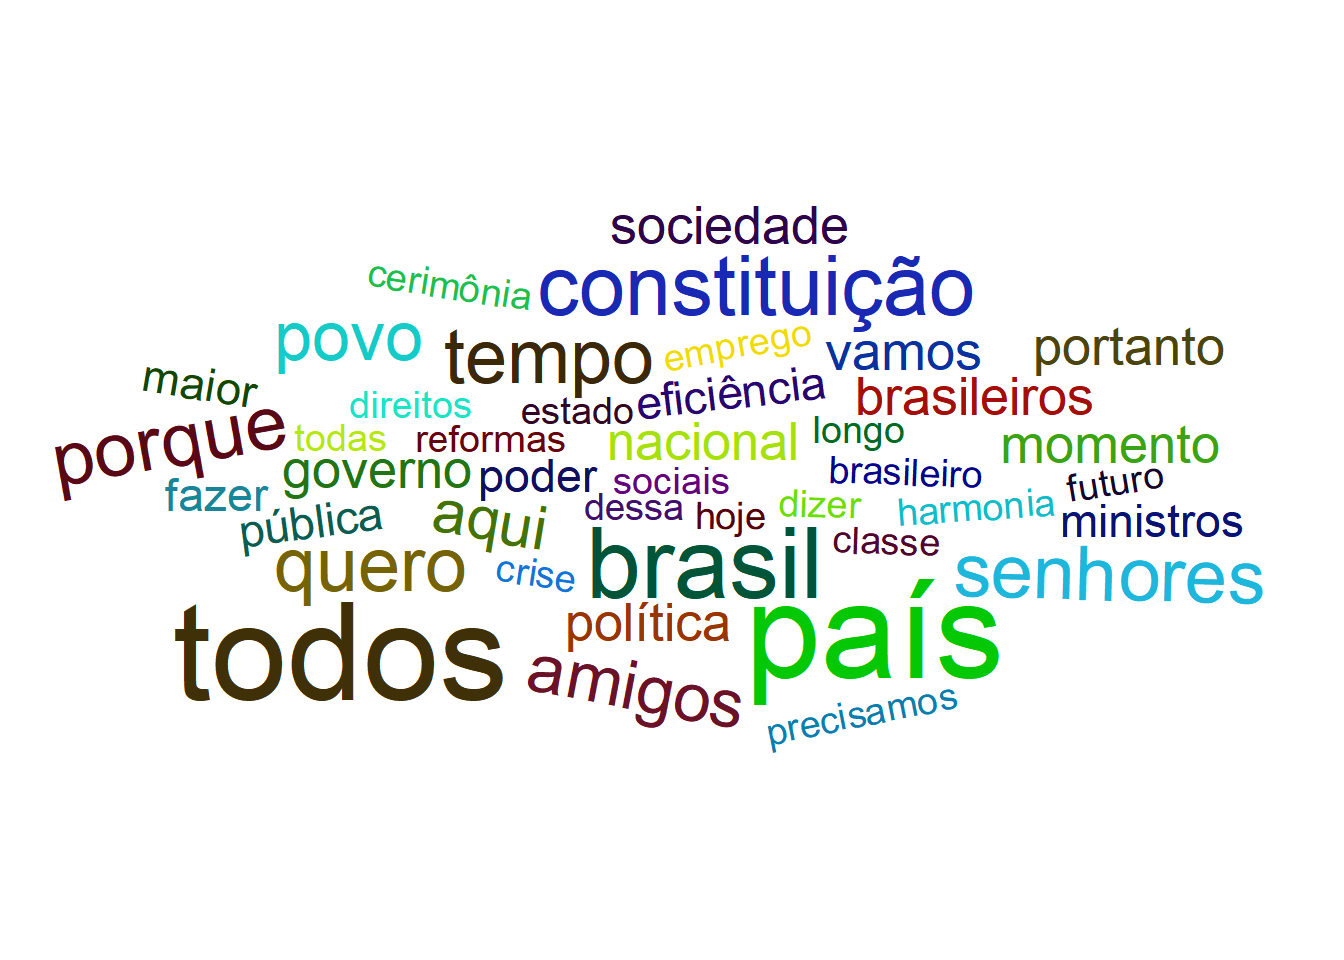 sociedade
cerimônia
constituição
povo
tempo
emprego
vamos
portanto
maior
direitos
estado
eficiência
brasileiros
porque
todas
reformas
nacional
longo
momento
governo
poder
sociais
brasileiro
futuro
fazer
pública
aqui
dessa
hoje
dizer
harmonia
ministros
quero
crise
brasil
classe
senhores
todos
política
país
amigos
precisamos